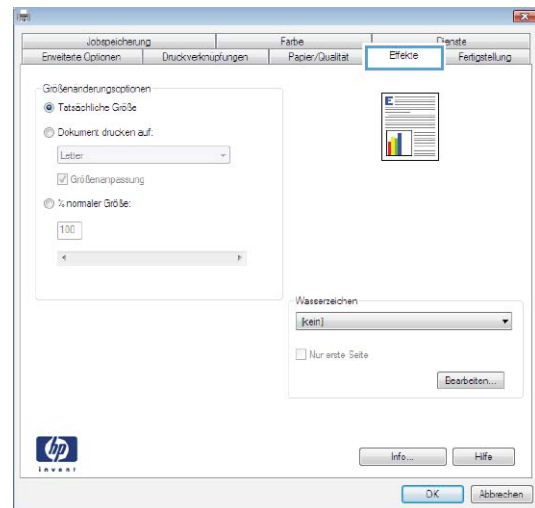 Jobspeicherung Farbe Dienste
Erweiterte Optionen Druckverknüpfungen Papier/Qualität Effekte Fertigstellung
Größenänderungsoptionen
Tatsächliche Größe
Dokument drucken auf:
Letter
Größenanpassung
% normaler Größe:
100
E
Wasserzeichen
[kein]
Nur erste Seite
Bearbeiten...
hp
invent
Info... Hilfe
OK Abbrechen